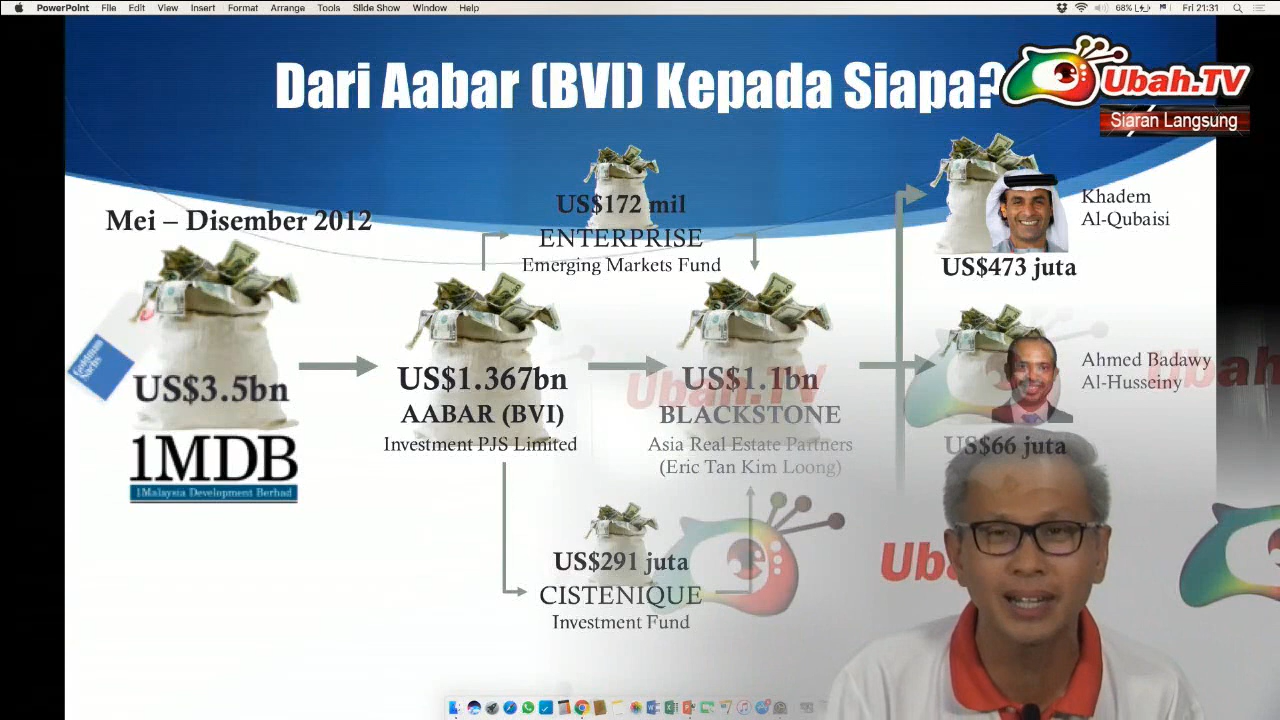 PowerPoint File Edit View Insert Format Arrange Tools Slide Show Window Help 68% Fri 21:31
Dari Aabar (BVI) Kepada Siapa?
Ubah.TV
Siaran Langsung
Mei – Disember 2012
Goldman
Sachs
US$3.5bn
1MDB
1Malaysia Development Berhad
US$172 mil
ENTERPRISE
Emerging Markets Fund
US$1.367bn
AABAR (BVI)
Investment PJS Limited
US$1.1bn
BLACKSTONE
Asia Real Estate Partners
(Eric Tan Kim Loong)
US$291 juta
CISTENIQUE
Investment Fund
Khadem
Al-Qubaisi
US$473 juta
Ahmed Badawy
Al-Husseiny
US$66 juta
Ubah.TV